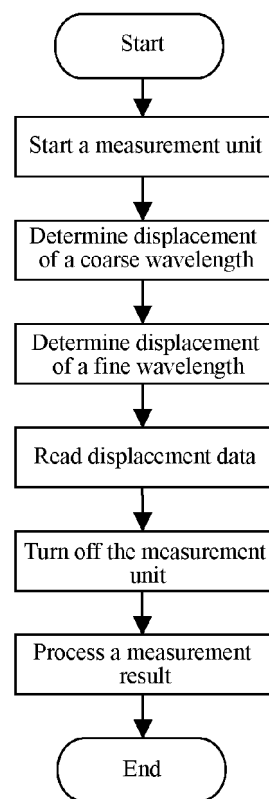 Start
Start a measurement unit
Determine displacement
of a coarse wavelength
Determine displacement
of a fine wavelength
Read displacement data
Turn off the measurement
unit
Process a measurement
result
End